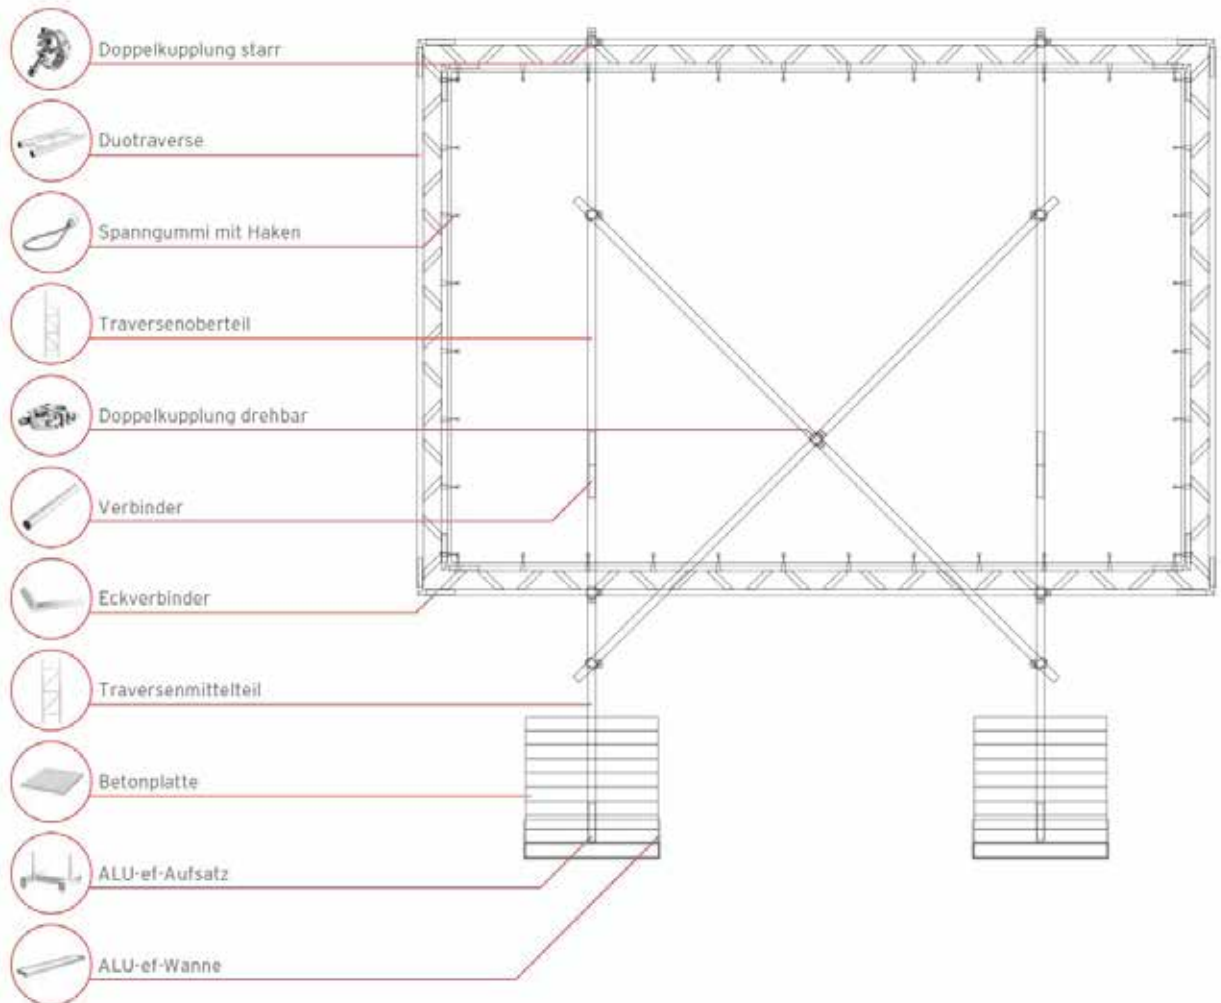 Doppelkupplung starr
Duotraverse
Spanngummi mit Haken
Traversenoberteil
Doppelkupplung drehbar
Verbinder
Eckverbinder
Traversenmittelteil
Betonplatte
ALU-ef-Aufsatz
ALU-ef-Wanne